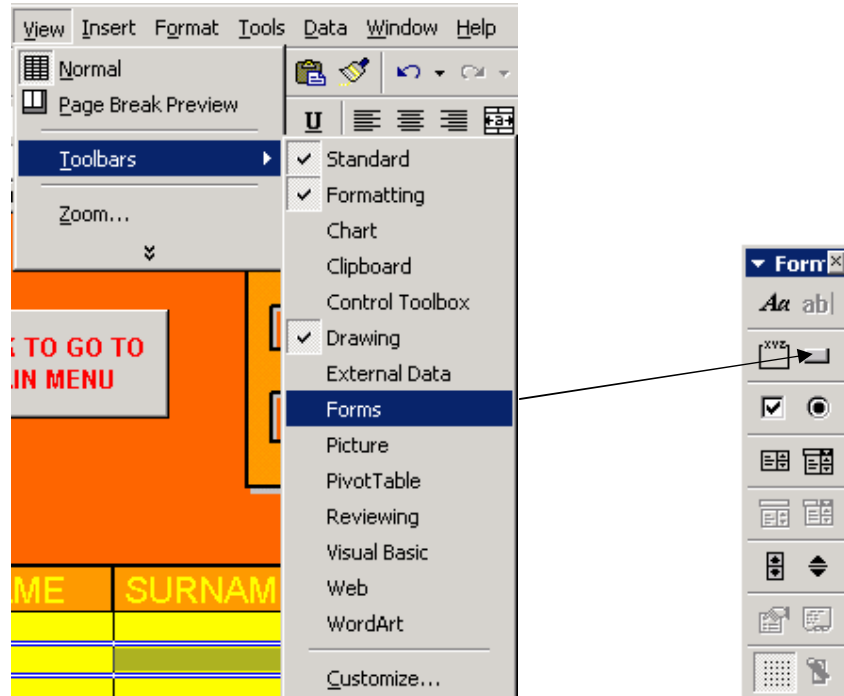 View Insert Format Tools Data Window Help
Normal
Page Break Preview
U
a
Toolbars
Zoom...
Standard
Formatting
Chart
Clipboard
Control Toolbox
Drawing
External Data
Forms
Picture
PivotTable
Reviewing
Visual Basic
Web
WordArt
Customize...
TO GO TO
IN MENU
ME SURNAM
Form
Aa ab
XYZ